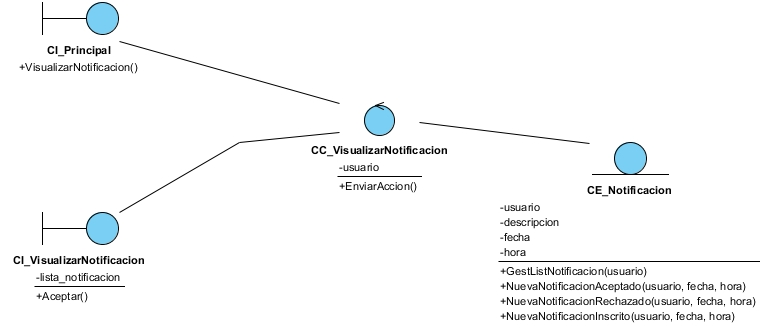 CI_Principal
+VisualizarNotificacion()
CC_VisualizarNotificacion
-usuario
+EnviarAccion()
CE_Notificacion
-usuario
-descripcion
-fecha
-hora
+GestListNotificacion(usuario)
+NuevaNotificacionAceptado(usuario, fecha, hora)
+NuevaNotificacionRechazado(usuario, fecha, hora)
+NuevaNotificacionInscrito(usuario, fecha, hora)
CI_VisualizarNotificacion
-lista_notificacion
+Aceptar()